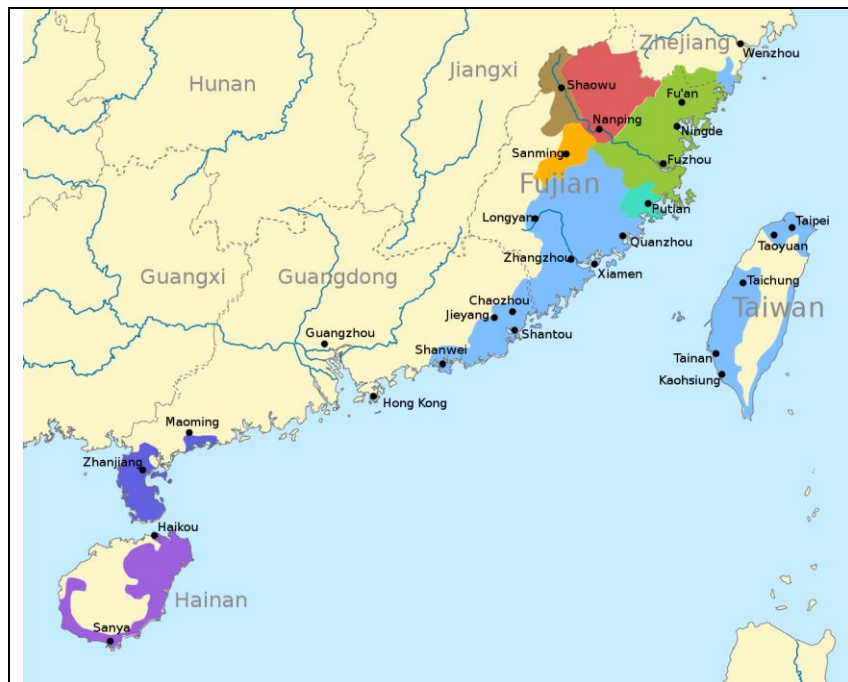 Zhejiang
Wenzhou
Hunan
Jiangxi
Shaowu
Fu'an
Nanping
Ningde
Sanming
Fuzhou
Fujian
Longyan
Putian
Taipei
Quanzhou
Taoyuan
Zhangzhou
Xiamen
Guangxi
Guangdong
Taichung
Chaozhou
Jieyang
Taiwan
Guangzhou
Shantou
Shanwei
Tainan
Kaohsiung
Hong Kong
Maoming
Zhanjiang
Haikou
Hainan
Sanya